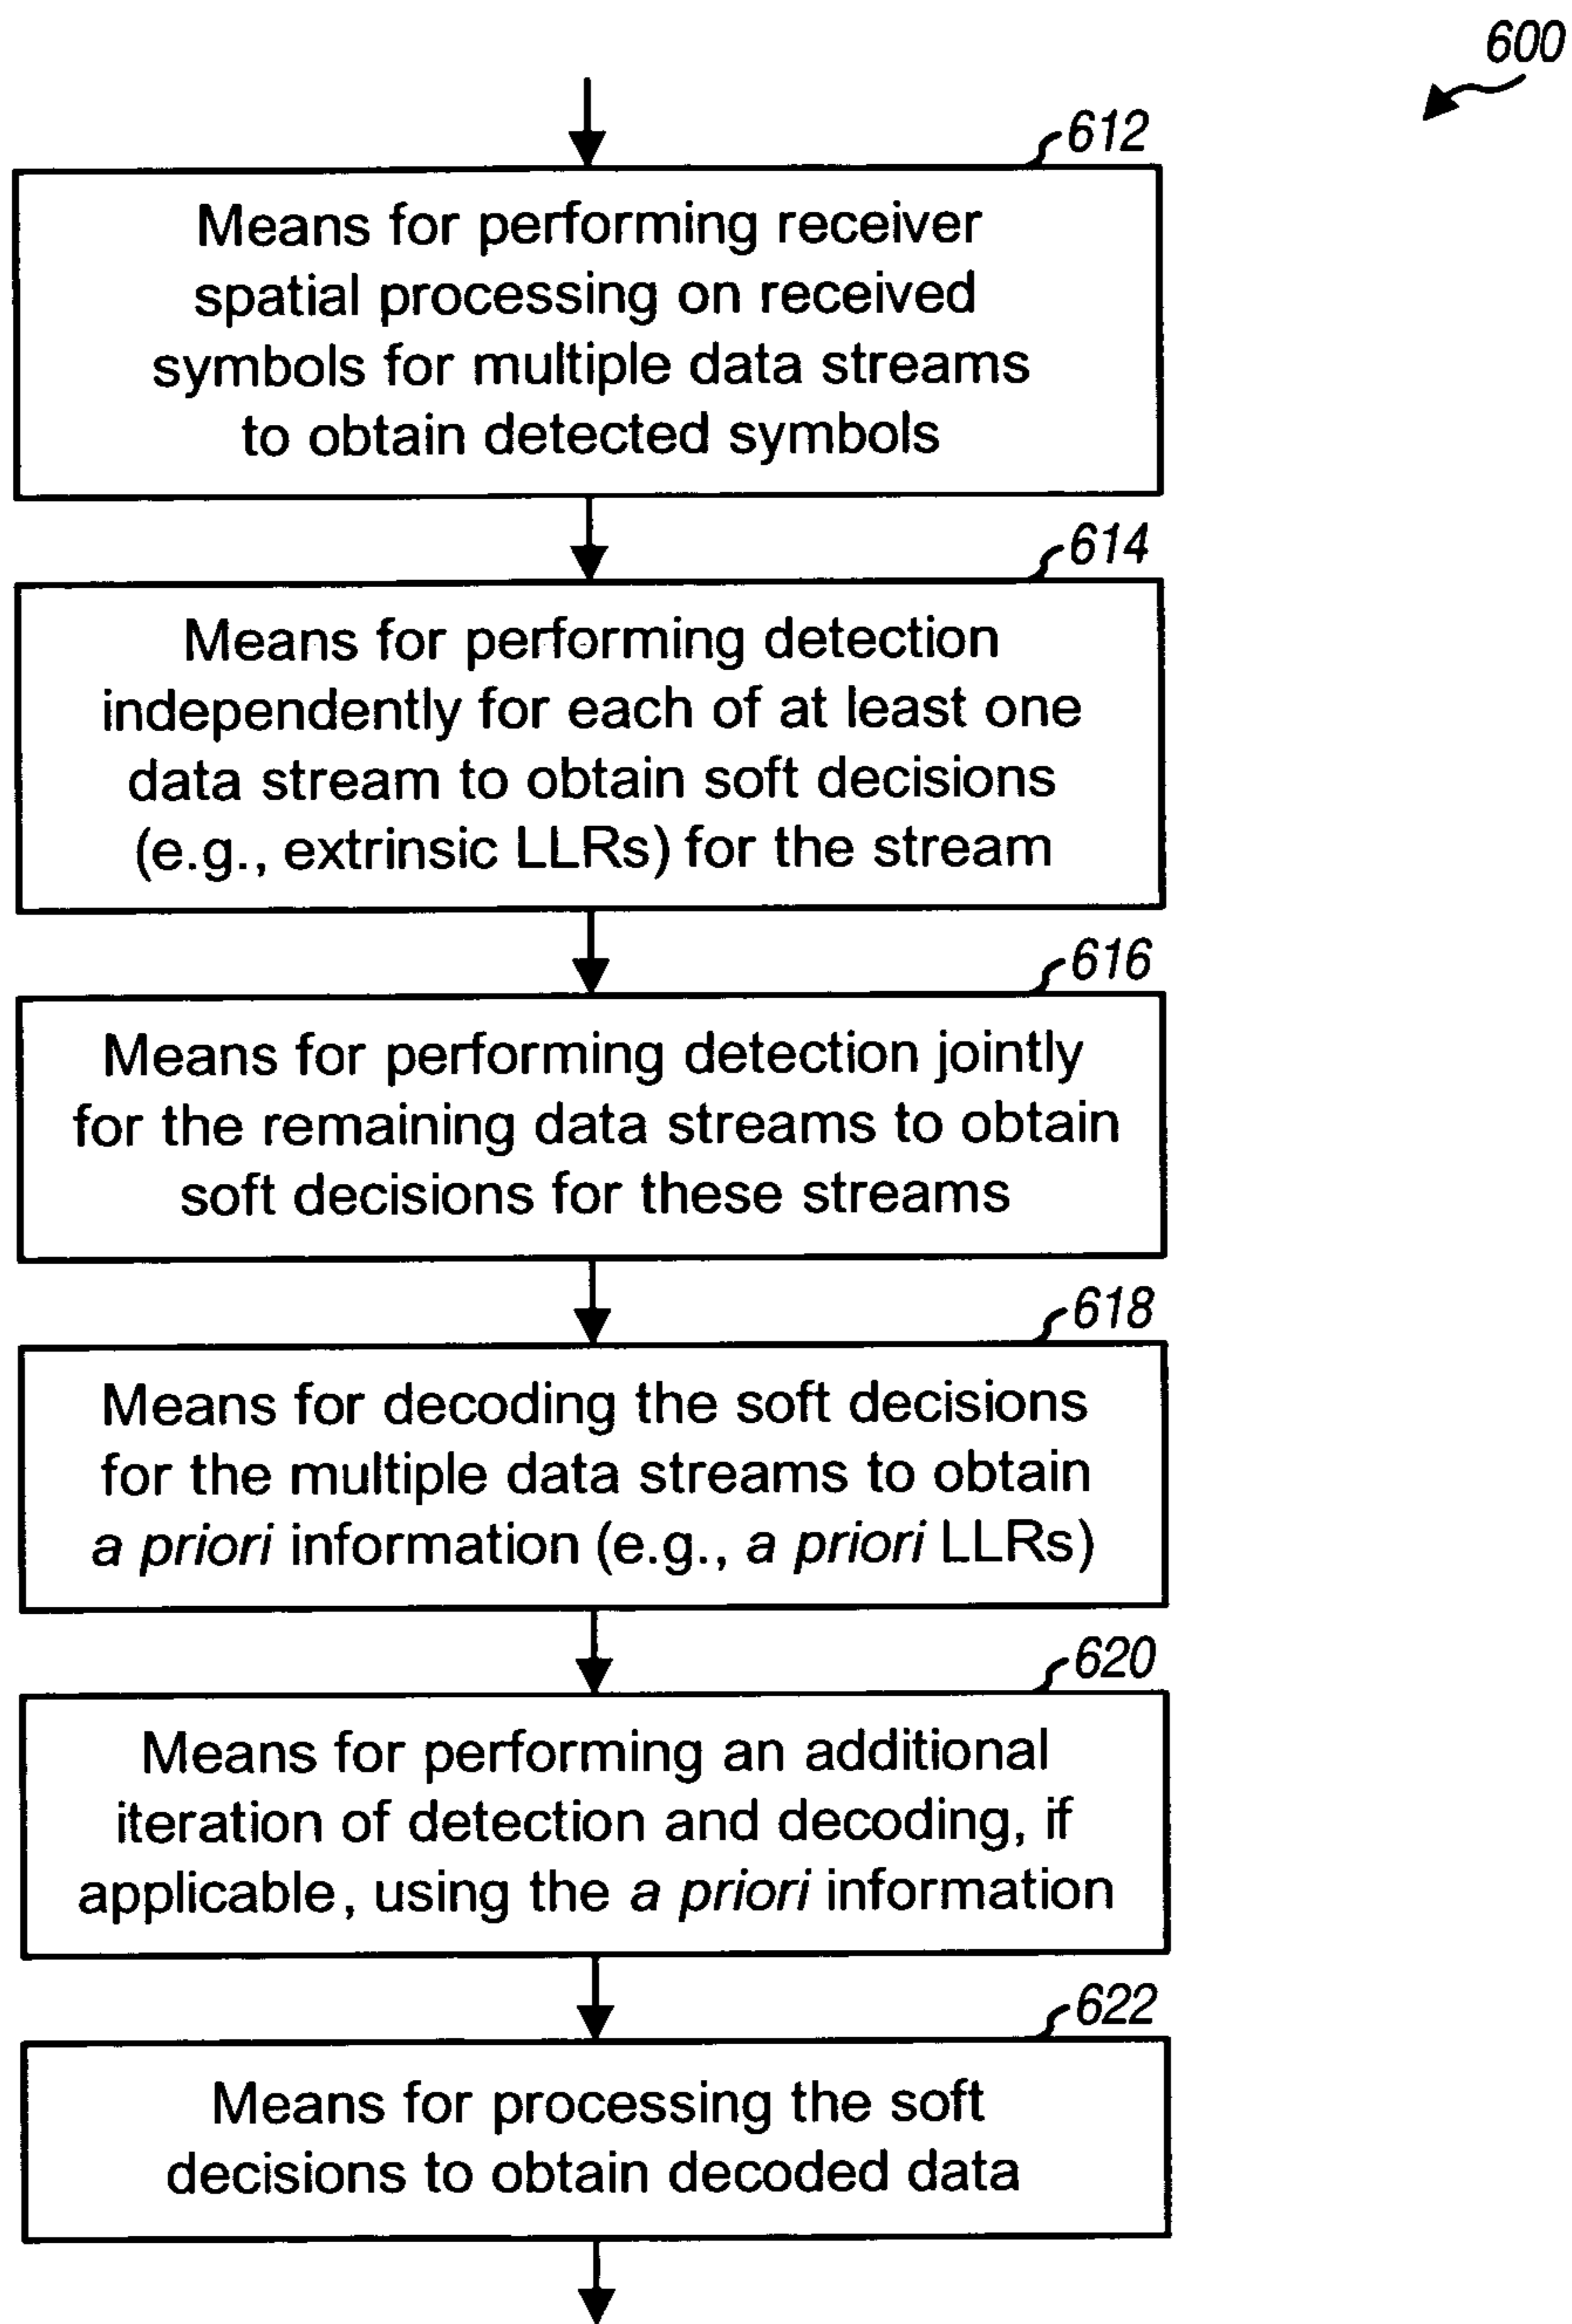 600
612
Means for performing receiver
spatial processing on received
symbols for multiple data streams
to obtain detected symbols
614
Means for performing detection
independently for each of at least one
data stream to obtain soft decisions
(e.g., extrinsic LLRs) for the stream
616
Means for performing detection jointly
for the remaining data streams to obtain
soft decisions for these streams
618
Means for decoding the soft decisions
for the multiple data streams to obtain
a priori information (e.g., a priori LLRs)
620
Means for performing an additional
iteration of detection and decoding, if
applicable, using the a priori information
622
Means for processing the soft
decisions to obtain decoded data